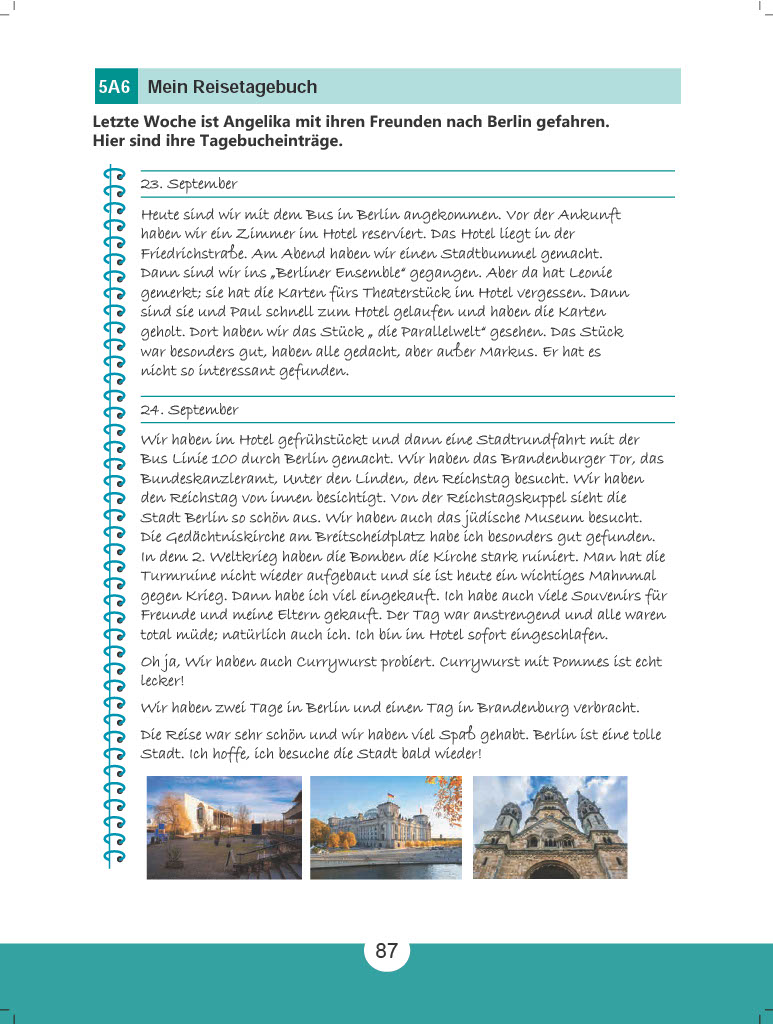 5A6 Mein Reisetagebuch
Letzte Woche ist Angelika mit ihren Freunden nach Berlin gefahren.
Hier sind ihre Tagebucheinträge.
23. September
Heute sind wir mit dem Bus in Berlin angekommen. Vor der Ankunft
haben wir ein Zimmer im Hotel reserviert. Das Hotel liegt in der
Friedrichstraße. Am Abend haben wir einen Stadtbummel gemacht.
Dann sind wir ins „Berliner Ensemble“ gegangen. Aber da hat Leonie
gemerkt; sie hat die Karten fürs Theaterstück im Hotel vergessen. Dann
sind sie und Paul schnell zum Hotel gelaufen und haben die Karten
geholt. Dort haben wir das Stück „ die Parallelwelt“ gesehen. Das Stück
war besonders gut, haben alle gedacht, aber außer Markus. Er hat es
nicht so interessant gefunden.
24. September
Wir haben im Hotel gefrühstückt und dann eine Stadtrundfahrt mit der
Bus Linie 100 durch Berlin gemacht. Wir haben das Brandenburger Tor, das
Bundeskanzleramt, Unter den Linden, den Reichstag besucht. Wir haben
den Reichstag von innen besichtigt. Von der Reichstagskuppel sieht die
Stadt Berlin so schön aus. Wir haben auch das jüdische Museum besucht.
Die Gedächtniskirche am Breitscheidplatz habe ich besonders gut gefunden.
In dem 2. Weltkrieg haben die Bomben die Kirche stark ruiniert. Man hat die
Turmruine nicht wieder aufgebaut und sie ist heute ein wichtiges Mahnmal
gegen Krieg. Dann habe ich viel eingekauft. Ich habe auch viele Souvenirs für
Freunde und meine Eltern gekauft. Der Tag war anstrengend und alle waren
total müde; natürlich auch ich. Ich bin im Hotel sofort eingeschlafen.
Oh ja, Wir haben auch Currywurst probiert. Currywurst mit Pommes ist echt
lecker!
Wir haben zwei Tage in Berlin und einen Tag in Brandenburg verbracht.
Die Reise war sehr schön und wir haben viel Spaß gehabt. Berlin ist eine tolle
Stadt. Ich hoffe, ich besuche die Stadt bald wieder!
87